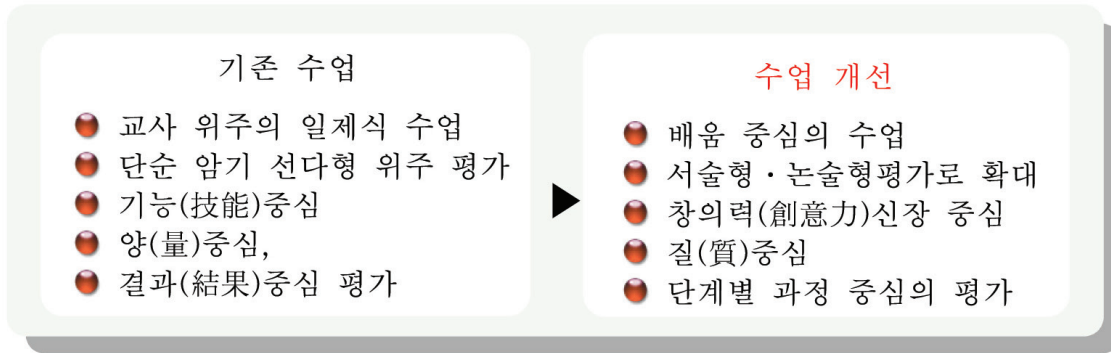 기존 수업
교사 위주의 일제식 수업
단순 암기 선다형 위주 평가
기능(技能)중심
양(量)중심,
결과(結果)중심 평가
수업 개선
배움 중심의 수업
서술형·논술형평가로 확대
창의력(創意力)신장 중심
질(質)중심
단계별 과정 중심의 평가